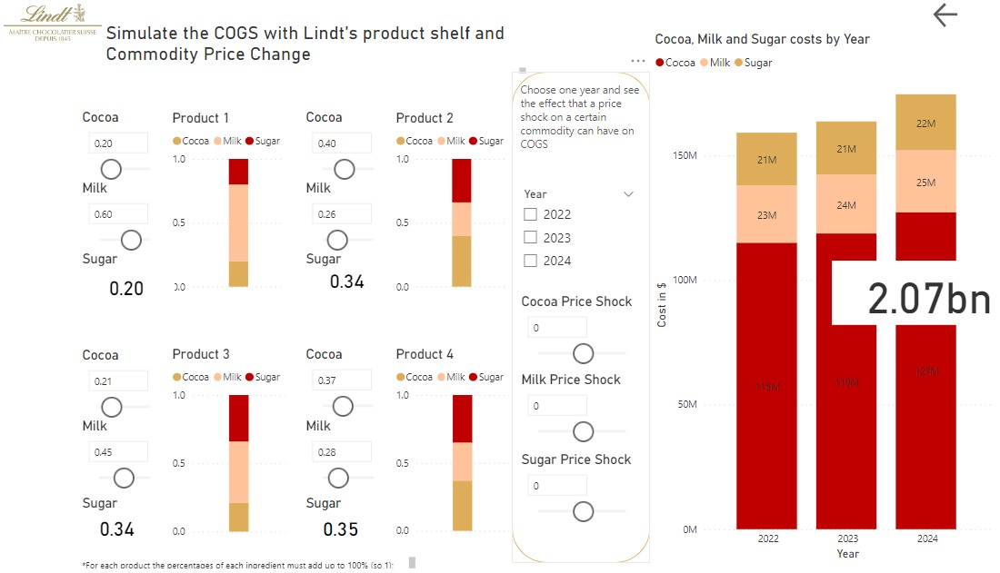 Lindt
MAÎTRE CHOCOLATIER SUISSE
DEPUIS 1845
Simulate the COGS with Lindt's product shelf and
Commodity Price Change
Cocoa
0.20
Milk
0.60
Sugar
0.20
Product 1
Cocoa Milk Sugar
1.0
0.5
0.0
Cocoa
0.40
Milk
0.26
Sugar
0.34
Product 2
Cocoa Milk Sugar
1.0
0.5
0.0
Cocoa
0.21
Milk
0.45
Sugar
0.34
Product 3
Cocoa Milk Sugar
1.0
0.5
0.0
Cocoa
0.37
Milk
0.28
Sugar
0.35
Product 4
Cocoa Milk Sugar
1.0
0.5
0.0
*For each product the percentages of each ingredient must add up to 100% (so 1):
Choose one year and see
the effect that a price
shock on a certain
commodity can have on
COGS
Year
2022
2023
2024
Cocoa Price Shock
0
Milk Price Shock
0
Sugar Price Shock
0
Cocoa, Milk and Sugar costs by Year
Cocoa Milk Sugar
Cost in $
150M
100M
50M
0M
21M
23M
115M
21M
24M
119M
22M
25M
127M
2.07bn
2022
2023
2024
Year